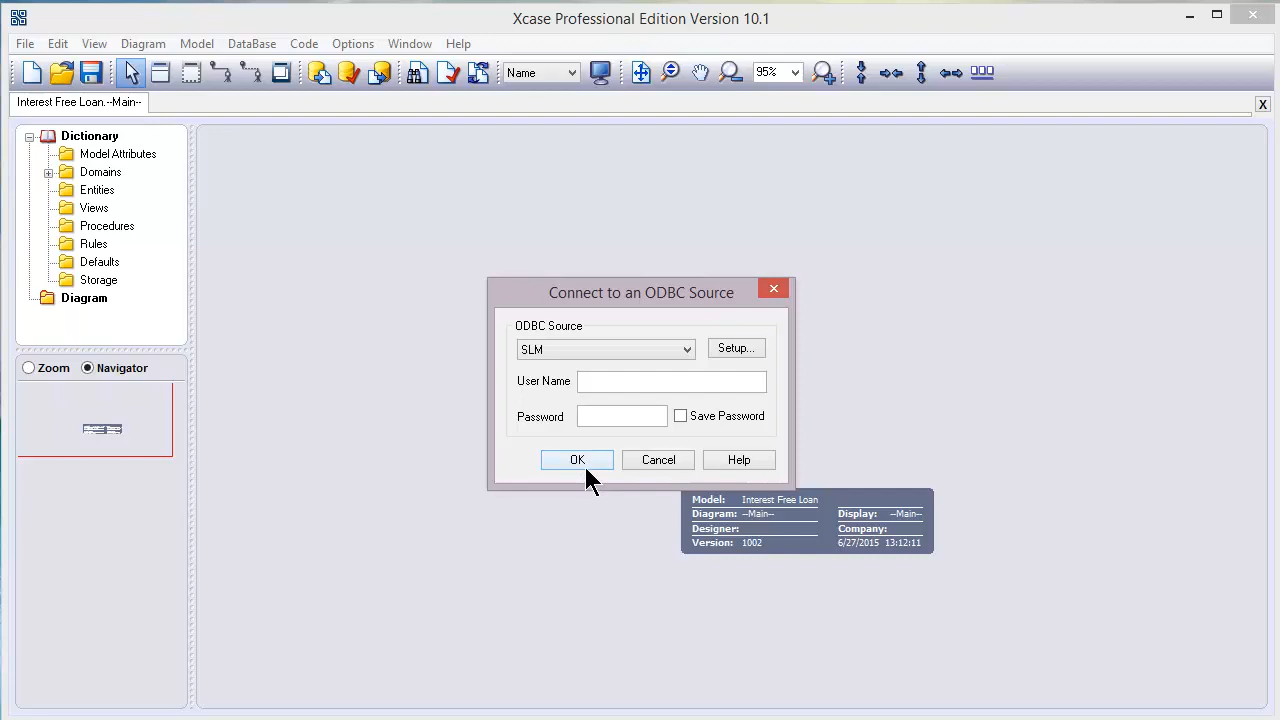 Xcase Professional Edition Version 10.1
File Edit View Diagram Model DataBase Code Options Window Help
Name 95%
Interest Free Loan.--Main-- X
Dictionary
Model Attributes
Domains
Entities
Views
Procedures
Rules
Defaults
Storage
Diagram
Zoom Navigator
Connect to an ODBC Source
ODBC Source
SLM Setup...
User Name
Password Save Password
OK Cancel Help
Model: Interest Free Loan
Diagram: --Main-- Display: --Main--
Designer: Company:
Version: 1002 6/27/2015 13:12:11